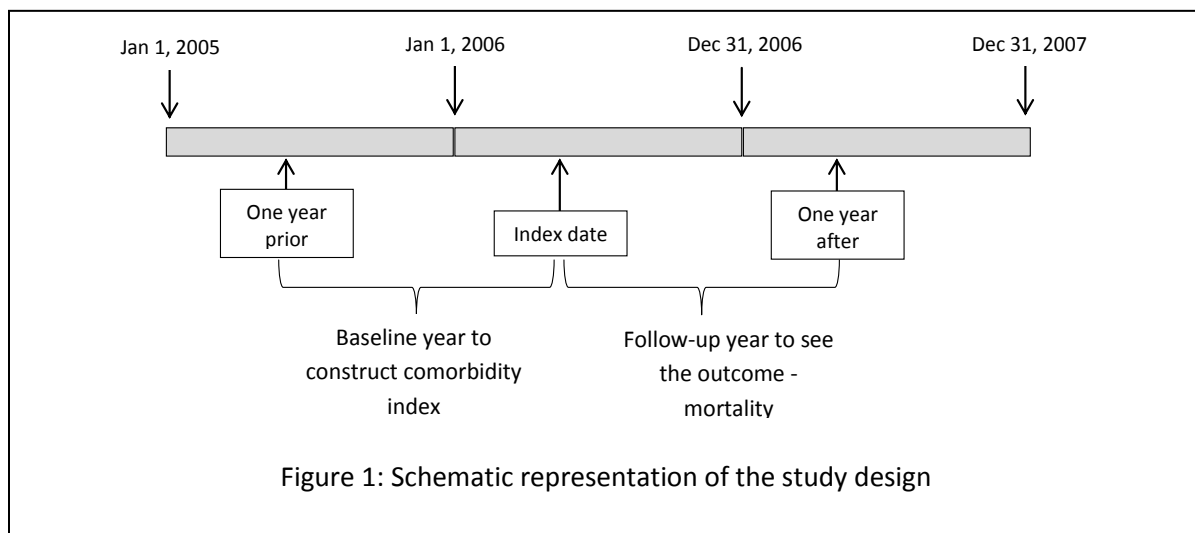 Jan 1, 2005
Jan 1, 2006
Dec 31, 2006
Dec 31, 2007
One year
prior
Index date
One year
after
Baseline year to
construct comorbidity
index
Follow-up year to see
the outcome -
mortality
Figure 1: Schematic representation of the study design